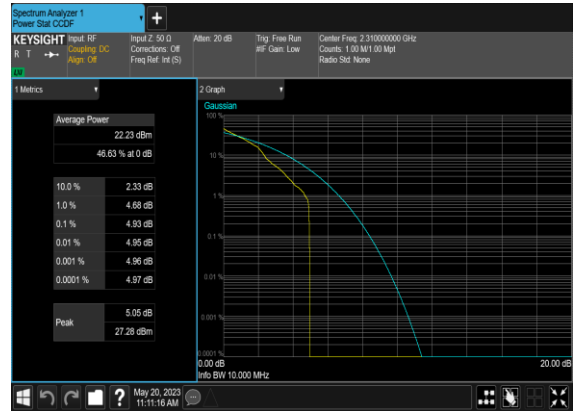 Spectrum Analyzer 1
Power Stat CCDF
KEYSIGHT
R T
LW
Input: RF
Coupling: DC
Align: Off
Input Z: 50 Ω
Corrections: Off
Freq Ref: Int (S)
Atten: 20 dB
Trig: Free Run
#IF Gain: Low
Center Freq: 2.310000000 GHz
Counts: 1.00 M/1.00 Mpt
Radio Std: None
1 Metrics
Average Power
22.23 dBm
46.63 % at 0 dB
10.0 % 2.33 dB
1.0 % 4.68 dB
0.1 % 4.93 dB
0.01 % 4.95 dB
0.001 % 4.96 dB
0.0001 % 4.97 dB
Peak
5.05 dB
27.28 dBm
2 Graph
Gaussian
100 %
10 %
1 %
0.1 %
0.01 %
0.001 %
0.0001 %
0.00 dB
20.00 dB
Info BW 10.000 MHz
?
May 20, 2023
11:11:16 AM